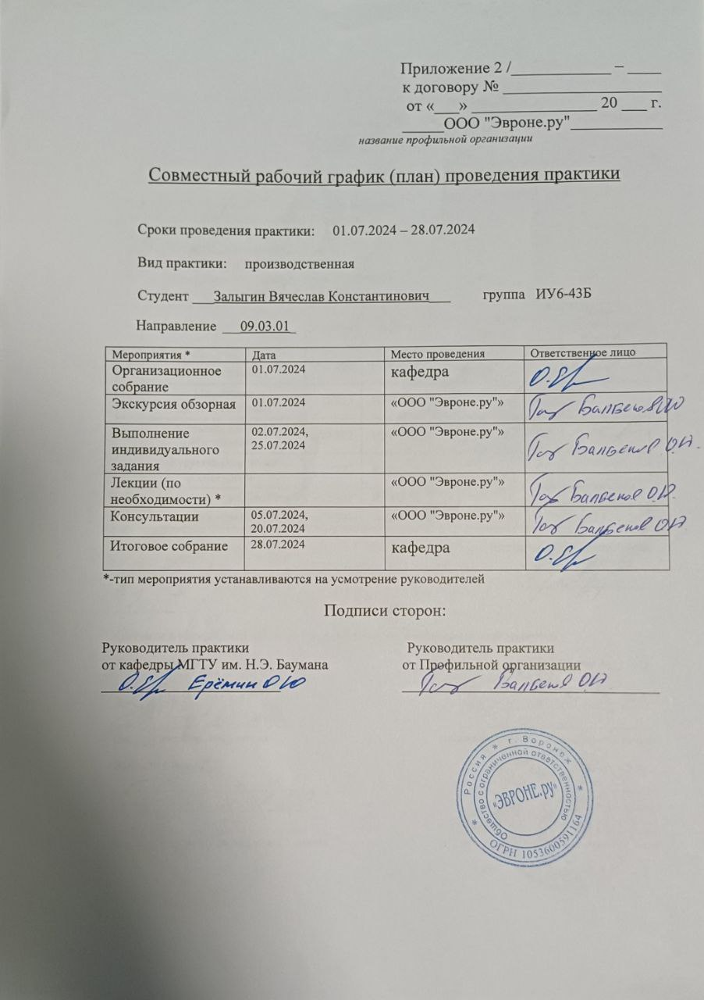 Приложение 2 /____________ – ____
к договору № ___________________
от «___» _______________ 20 ___ г.
_____ООО "Эвроне.ру"___________
название профильной организации
Совместный рабочий график (план) проведения практики
Сроки проведения практики: 01.07.2024 – 28.07.2024
Вид практики: производственная
Студент ___Залыгин Вячеслав Константинович___ группа ИУ6-43Б
Направление __09.03.01_
Мероприятия * Дата Место проведения Ответственное лицо
Организационное
собрание 01.07.2024 кафедра
Экскурсия обзорная 01.07.2024 «ООО "Эвроне.ру"»
Выполнение
индивидуального
задания
02.07.2024,
25.07.2024
«ООО "Эвроне.ру"»
Лекции (по
необходимости) *
«ООО "Эвроне.ру"»
Консультации
05.07.2024,
20.07.2024
«ООО "Эвроне.ру"»
Итоговое собрание 28.07.2024 кафедра
*-тип мероприятия устанавливаются на усмотрение руководителей
Подписи сторон:
Руководитель практики
от кафедры МГТУ им. Н.Э. Баумана
Ерёмин О Ю
Руководитель практики
от Профильной организации
Россия * г. Воронеж *
Общество с ограниченной ответственностью
«ЭВРОНЕ.ру»
ОГРН 1053600591164 *